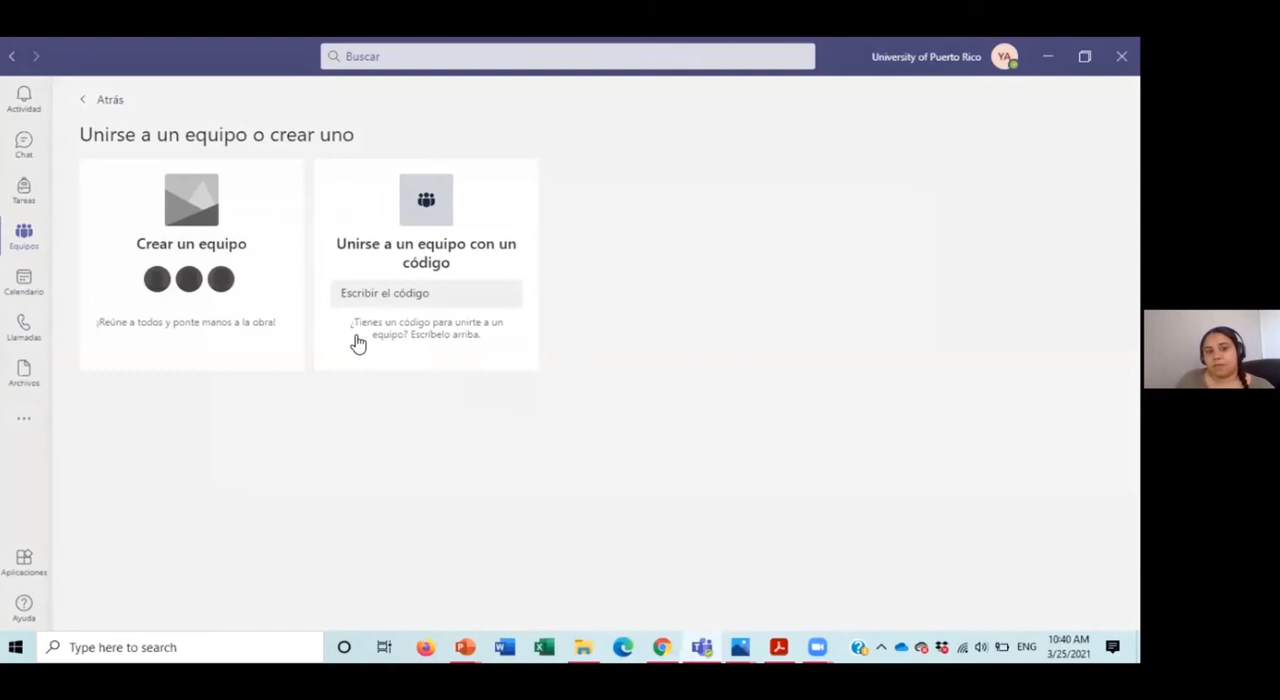 Buscar
University of Puerto Rico
YA
Actividad
Chat
Tareas
Equipos
Calendario
Llamadas
Archivos
Aplicaciones
Ayuda
Atrás
Unirse a un equipo o crear uno
Crear un equipo
¡Reúne a todos y ponte manos a la obra!
Unirse a un equipo con un
código
Escribir el código
¿Tienes un código para unirte a un
equipo? Escríbelo arriba.
Type here to search
ENG
10:40 AM
3/25/2021